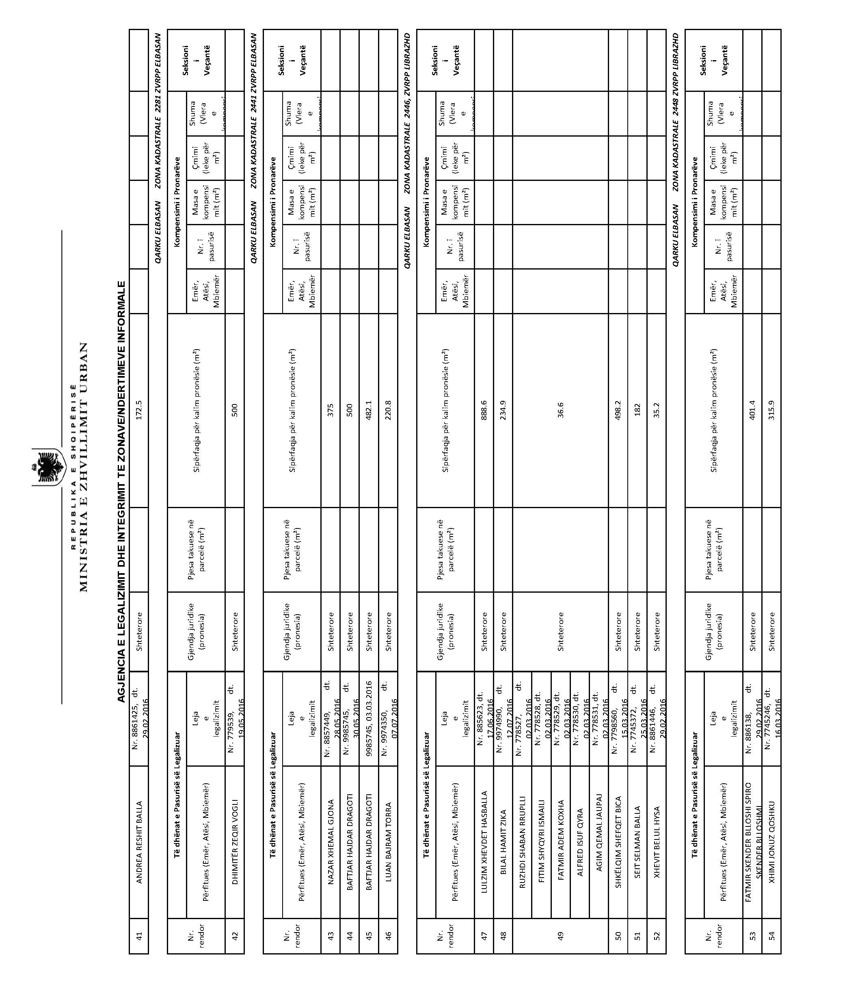 REPUBLIKA E SHQIPËRISË
MINISTRIA E ZHVILLIMIT URBAN
AGJENCIA E LEGALIZIMIT DHE INTEGRIMIT TE ZONAVE/NDERTIMEVE INFORMALE
41 ANDREA RESHIT BALLA Nr. 8861425, dt. 29.02.2016 Shteterore 172.5
QARKU ELBASAN ZONA KADASTRALE 2281 ZVRPP ELBASAN
Nr. rendor Të dhënat e Pasurisë së Legalizuar Gjendja juridike (pronesia) Pjesa takuese në parcelë (m²) Sipërfaqja për kalim pronësie (m²) Kompensimi i Pronarëve Seksioni i Veçantë
Përfitues (Emër, Atësi, Mbiemër) Leja e legalizimit Emër, Atësi, Mbiemër Nr. i pasurisë Masa e kompensi mit (m²) Çmimi (leke për m²) Shuma (Vlera e kompensi
42 DHIMITËR ZEQIR VOGLI Nr. 779539, dt. 19.05.2016 Shteterore 500
QARKU ELBASAN ZONA KADASTRALE 2441 ZVRPP ELBASAN
Nr. rendor Të dhënat e Pasurisë së Legalizuar Gjendja juridike (pronesia) Pjesa takuese në parcelë (m²) Sipërfaqja për kalim pronësie (m²) Kompensimi i Pronarëve Seksioni i Veçantë
Përfitues (Emër, Atësi, Mbiemër) Leja e legalizimit Emër, Atësi, Mbiemër Nr. i pasurisë Masa e kompensi mit (m²) Çmimi (leke për m²) Shuma (Vlera e kompensi
43 NAZAR XHEMAL GJONA Nr. 8857449, dt. 28.05.2016 Shteterore 375
44 BAFTJAR HAJDAR DRAGOTI Nr. 9985745, dt. 30.05.2016 Shteterore 500
45 BAFTJAR HAJDAR DRAGOTI 9985745, 03.03.2016 Shteterore 482.1
46 LUAN BAJRAM TORRA Nr. 9974350, dt. 07.07.2016 Shteterore 220.8
QARKU ELBASAN ZONA KADASTRALE 2446, ZVRPP LIBRAZHD
Nr. rendor Të dhënat e Pasurisë së Legalizuar Gjendja juridike (pronesia) Pjesa takuese në parcelë (m²) Sipërfaqja për kalim pronësie (m²) Kompensimi i Pronarëve Seksioni i Veçantë
Përfitues (Emër, Atësi, Mbiemër) Leja e legalizimit Emër, Atësi, Mbiemër Nr. i pasurisë Masa e kompensi mit (m²) Çmimi (leke për m²) Shuma (Vlera e kompensi
47 LULZIM XHEVDET HASBALLA Nr. 885623, dt. 17.06.2016 Shteterore 888.6
48 BILAL HAMIT ZIKA Nr. 9974990, dt. 12.07.2016 Shteterore 234.9
49 RUZHDI SHABAN RRUPLLI Nr. 778527, dt. 02.03.2016 Shteterore 36.6
FITIM SHYQYRI ISMAILI Nr. 778528, dt. 02.03.2016
FATMIR ADEM KOXHA Nr. 778529, dt. 02.03.2016
ALFRED ISUF QYRA Nr. 778530, dt. 02.03.2016
AGIM QEMAL JAUPAJ Nr. 778531, dt. 02.03.2016
50 SHKËLQIM SHEFQET BICA Nr. 7798560, dt. 15.03.2016 Shteterore 498.2
51 SEIT SELMAN BALLA Nr. 7745372, dt. 25.03.2016 Shteterore 182
52 XHEVIT BELUL HYSA Nr. 8861446, dt. 29.02.2016 Shteterore 35.2
QARKU ELBASAN ZONA KADASTRALE 2448 ZVRPP LIBRAZHD
Nr. rendor Të dhënat e Pasurisë së Legalizuar Gjendja juridike (pronesia) Pjesa takuese në parcelë (m²) Sipërfaqja për kalim pronësie (m²) Kompensimi i Pronarëve Seksioni i Veçantë
Përfitues (Emër, Atësi, Mbiemër) Leja e legalizimit Emër, Atësi, Mbiemër Nr. i pasurisë Masa e kompensi mit (m²) Çmimi (leke për m²) Shuma (Vlera e kompensi
53 FATMIR SKENDER BLLOSHI SPIRO SKENDER BLLOSHMI Nr. 886138, dt. 29.02.2016 Shteterore 401.4
54 XHIMI JONUZ QOSHKU Nr. 7745246, dt. 16.03.2016 Shteterore 315.9